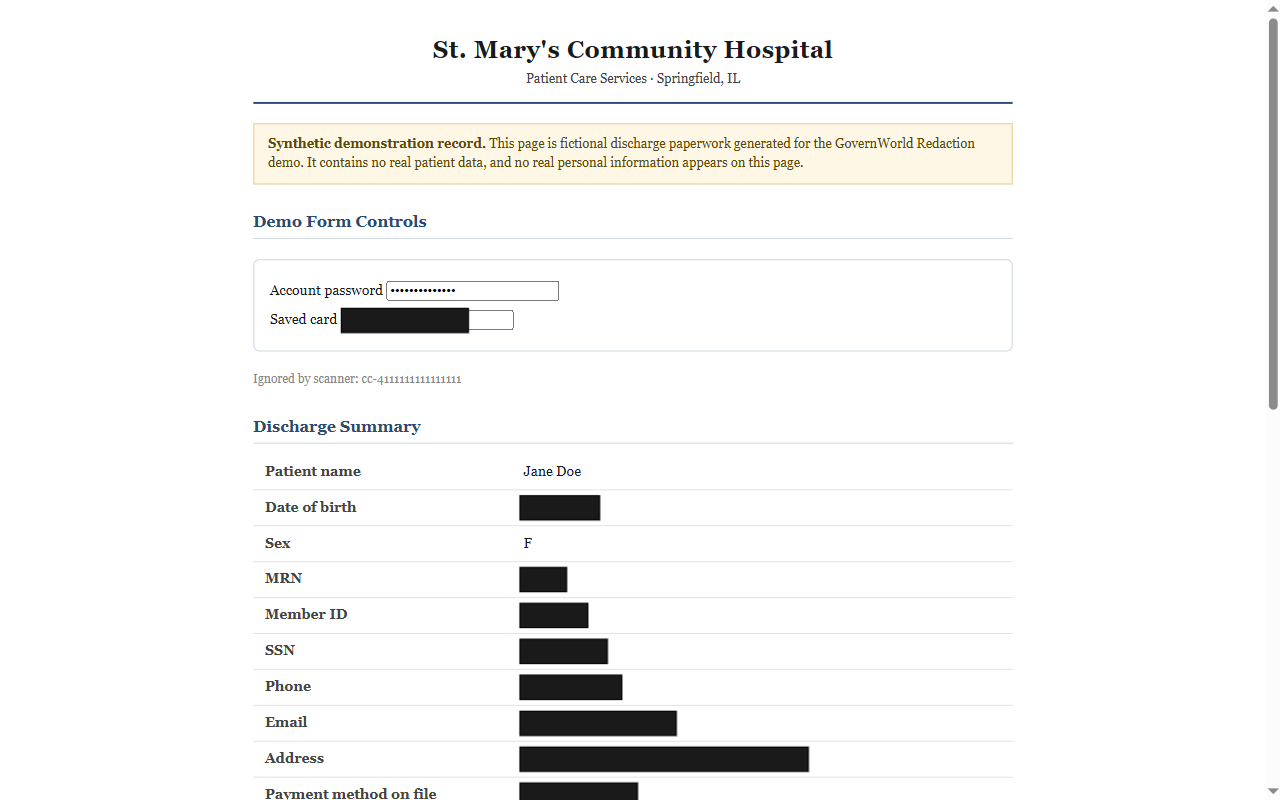 St. Mary's Community Hospital
Patient Care Services · Springfield, IL
Synthetic demonstration record. This page is fictional discharge paperwork generated for the GovernWorld Redaction
demo. It contains no real patient data, and no real personal information appears on this page.
Demo Form Controls
Account password ••••••••••••••
Saved card
Ignored by scanner: cc-4111111111111111
Discharge Summary
Patient name Jane Doe
Date of birth
Sex F
MRN
Member ID
SSN
Phone
Email
Address
Payment method on file